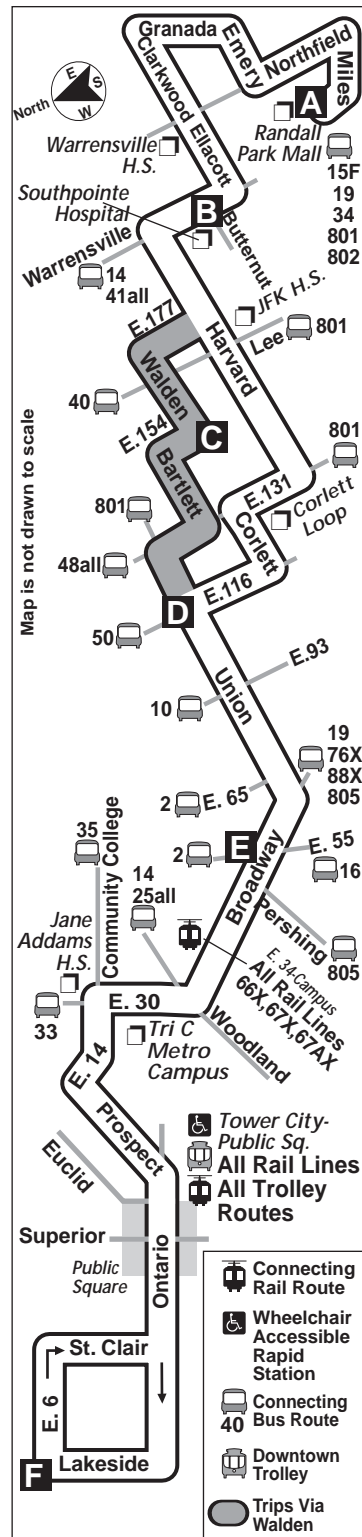 Granada
Emery
Northfield
Miles
Clarkwood
Ellacott
E
S
North
W
A
Warrensville
H.S.
Randall
Park Mall
15F
19
34
801
802
Southpointe
Hospital
B
Butternut
Warrensville
14
41all
E.177
JFK H.S.
Harvard
Lee
801
Walden
40
E.154
C
Map is not drawn to scale
Bartlett
801
E.131
801
Corlett
Corlett
Loop
48all
E.116
D
50
E.93
Union
10
19
76X
88X
805
2
E. 65
35
Community College
2
E
E. 55
16
14
25all
Broadway
Pershing
805
Jane
Addams
H.S.
E. 34-Campus
All Rail Lines
66X,67X,67AX
33
E. 30
Woodland
Tri C
Metro
Campus
E. 14
Prospect
Tower City-
Public Sq.
All Rail Lines
All Trolley
Routes
Euclid
Superior
Public
Square
Ontario
St. Clair
E. 6
Lakeside
F
Connecting
Rail Route
Wheelchair
Accessible
Rapid
Station
Connecting
Bus Route
40
Downtown
Trolley
Trips Via
Walden